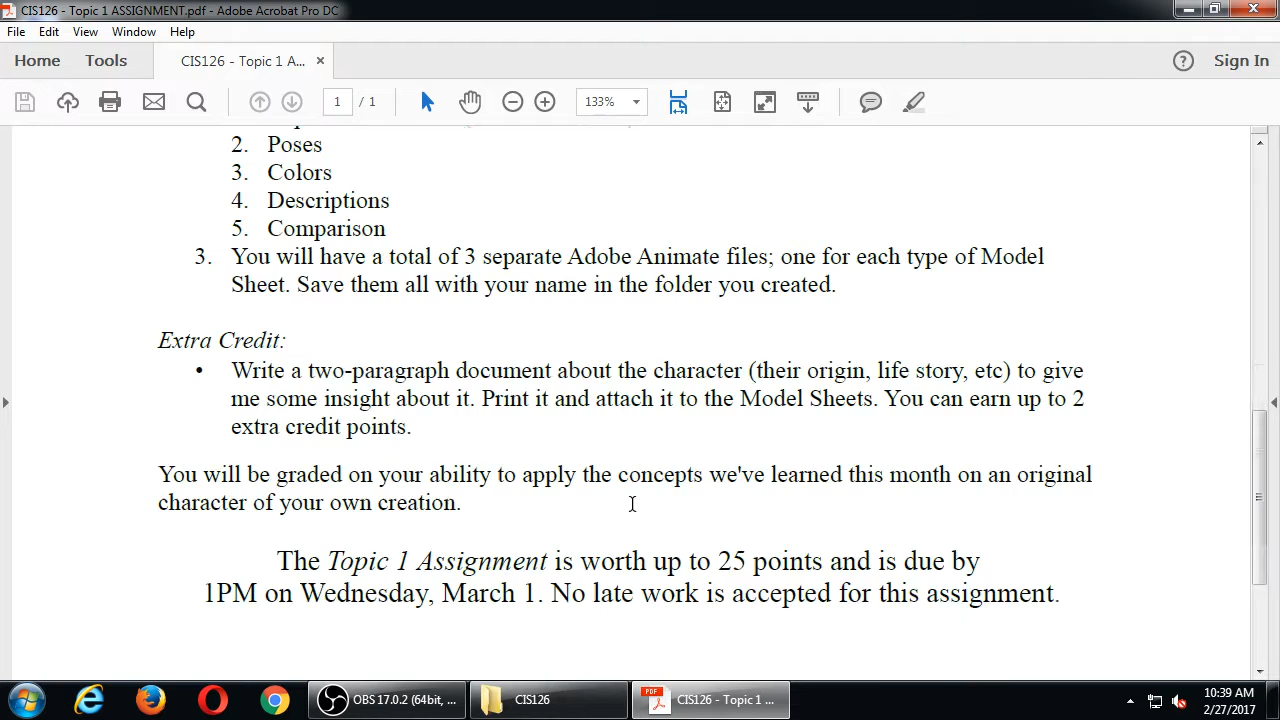 CIS126 - Topic 1 ASSIGNMENT.pdf - Adobe Acrobat Pro DC
File Edit View Window Help
Home Tools CIS126 - Topic 1 A... × ? Sign In
1 / 1 133%
2. Poses
3. Colors
4. Descriptions
5. Comparison
3. You will have a total of 3 separate Adobe Animate files; one for each type of Model
Sheet. Save them all with your name in the folder you created.
Extra Credit:
• Write a two-paragraph document about the character (their origin, life story, etc) to give
me some insight about it. Print it and attach it to the Model Sheets. You can earn up to 2
extra credit points.
You will be graded on your ability to apply the concepts we've learned this month on an original
character of your own creation.
The Topic 1 Assignment is worth up to 25 points and is due by
1PM on Wednesday, March 1. No late work is accepted for this assignment.
OBS 17.0.2 (64bit, ... CIS126 PDF CIS126 - Topic 1 ... 10:39 AM
2/27/2017